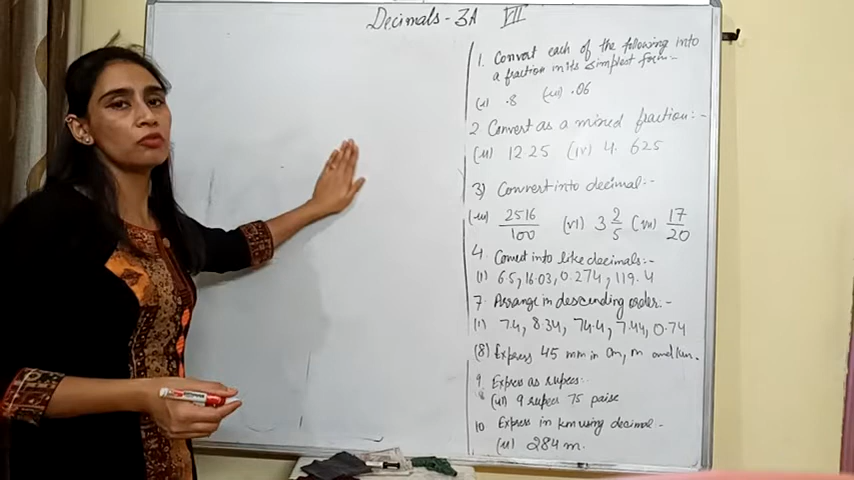 Decimals - 3A VII
1. Convert each of the following into
a fraction in its simplest form:-
(i) .8 (iii) .06
2. Convert as a mixed fraction:-
(ii) 12.25 (iv) 4. 625
3) Convert into decimal:-
(iii) 2516/100 (vi) 3 2/5 (vii) 17/20
4. Convert into like decimals:-
(i) 6.5, 16.03, 0.274, 119.4
7. Arrange in descending order:-
(i) 7.4, 8.34, 74.4, 7.44, 0.74
(8) Express 45 mm in cm, m and km.
9. Express as rupees:-
(ii) 9 rupees 75 paise
10 Express in km using decimal:-
(ii) 284 m.